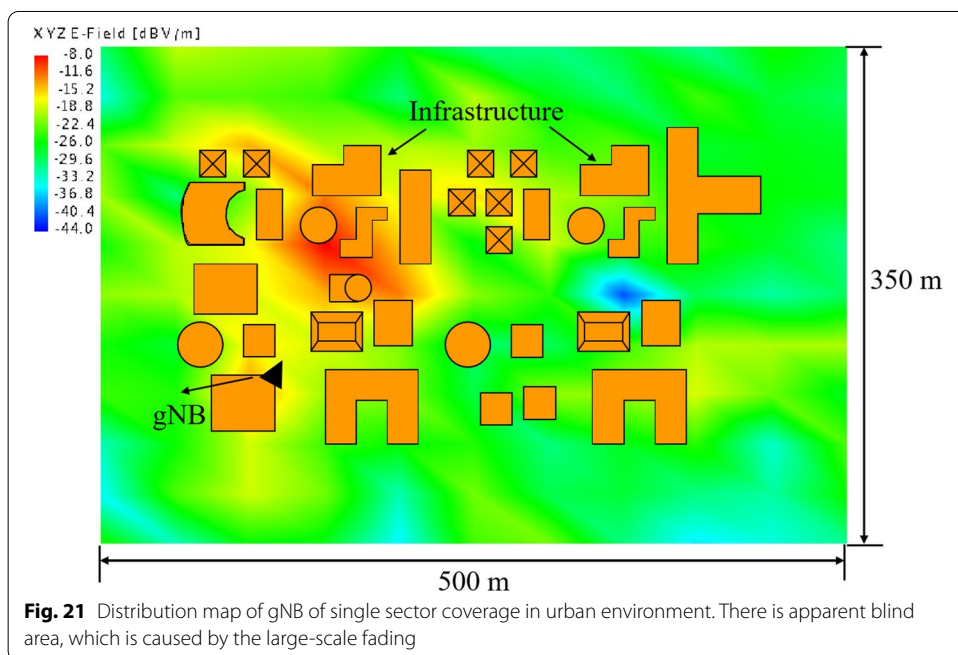 XYZ E-Field [dBV/m]
-8.0
-11.6
-15.2
-18.8
-22.4
-26.0
-29.6
-33.2
-36.8
-40.4
-44.0
Infrastructure
350 m
gNB
500 m
Fig. 21 Distribution map of gNB of single sector coverage in urban environment. There is apparent blind
area, which is caused by the large-scale fading